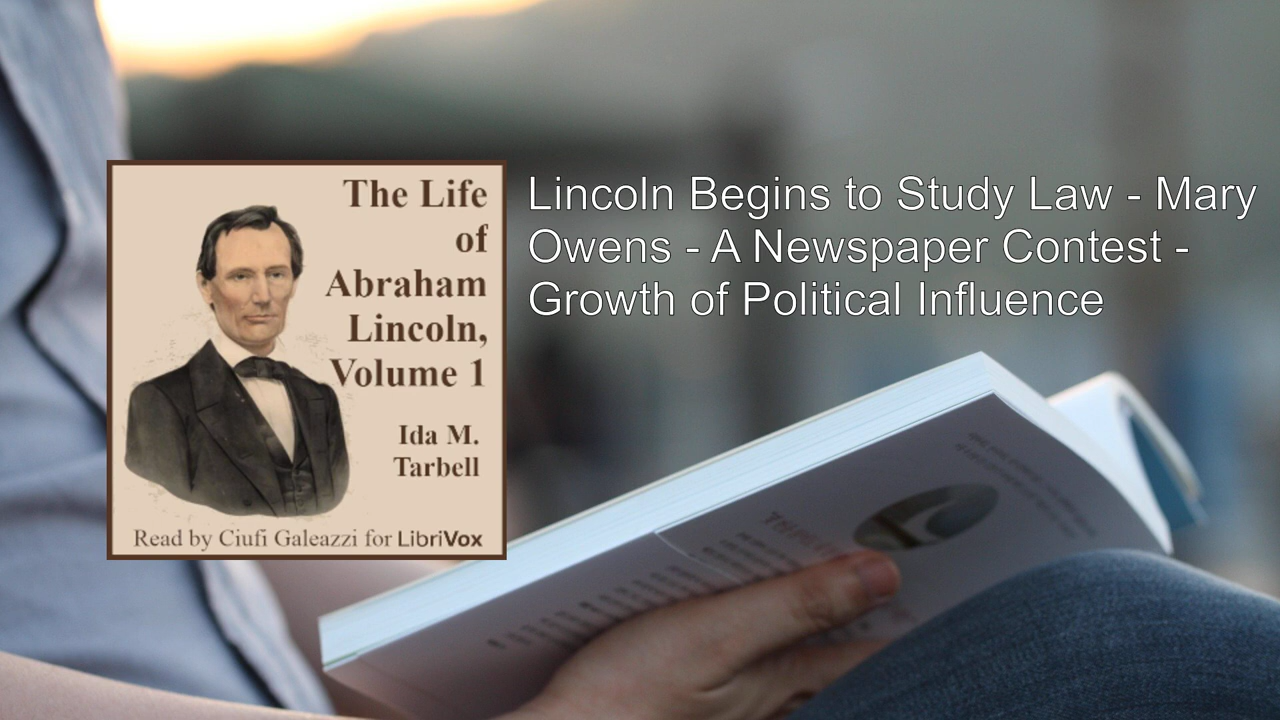 The Life
of
Abraham
Lincoln,
Volume 1
Ida M.
Tarbell
Read by Ciufi Galeazzi for LibriVox
Lincoln Begins to Study Law - Mary
Owens - A Newspaper Contest -
Growth of Political Influence